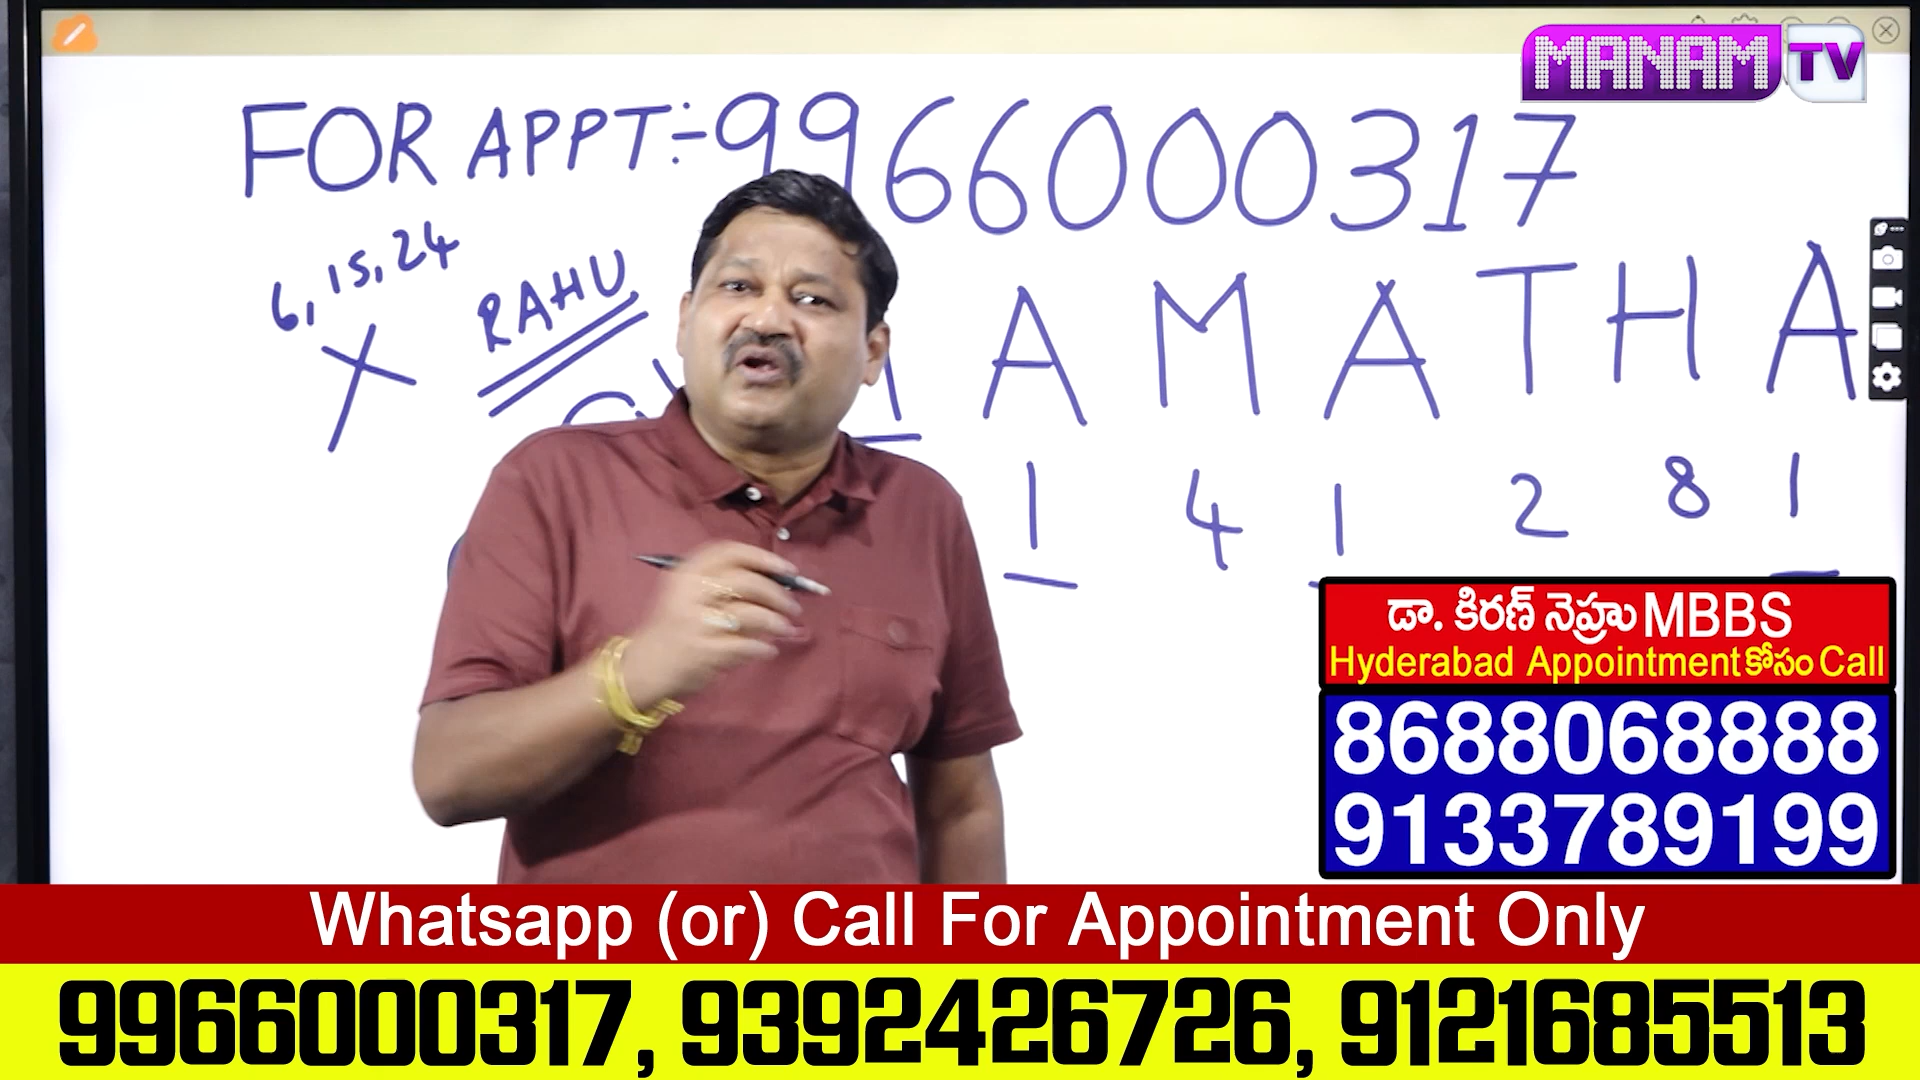 MANAM TV
FOR APPT:-9966000317
6, 15, 24
RAHU
A M A T H A
1 4 1 2 8 1
డా. కిరణ్ నెహ్రు MBBS
Hyderabad Appointment కోసం Call
8688068888
9133789199
Whatsapp (or) Call For Appointment Only
9966000317, 9392426726, 9121685513